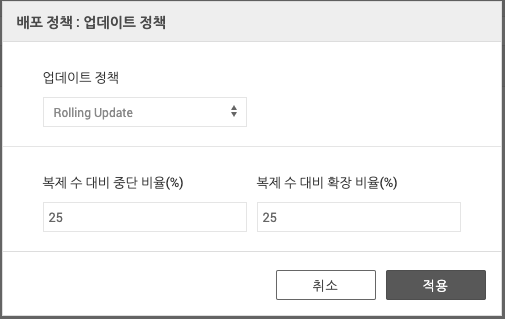 배포 정책 : 업데이트 정책
업데이트 정책
Rolling Update
복제 수 대비 중단 비율(%) 복제 수 대비 확장 비율(%)
25 25
취소 적용